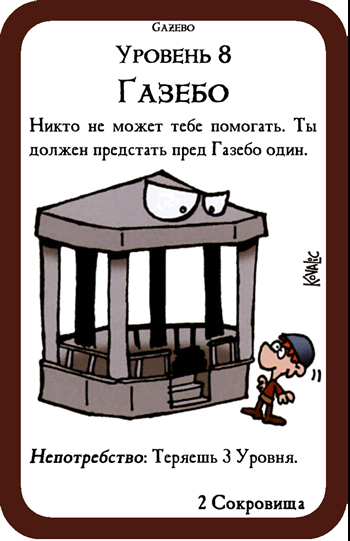 Gazebo
Уровень 8
Газебо
Никто не может тебе помогать. Ты
должен предстать пред Газебо один.
Kovalic
Непотребство: Теряешь 3 Уровня.
2 Сокровища